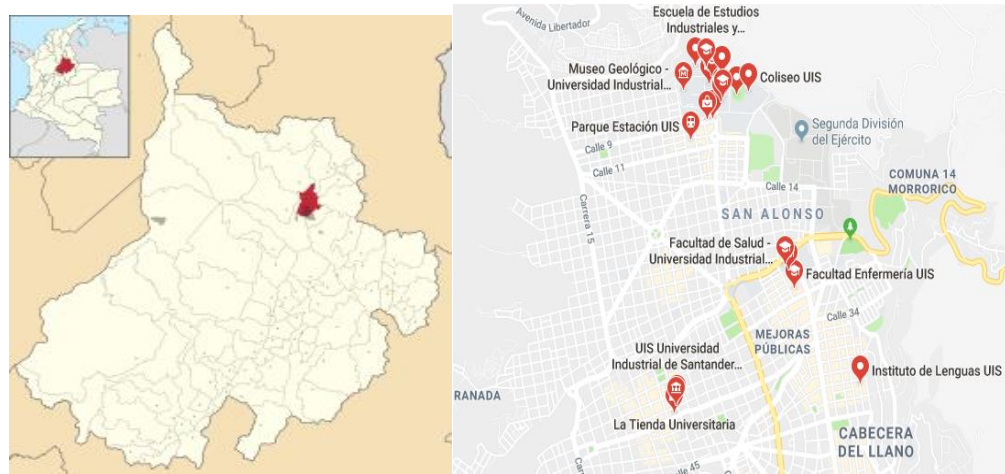 Avenida Libertador
Escuela de Estudios
Industriales y...
Museo Geológico -
Universidad Industrial...
Coliseo UIS
Parque Estación UIS
Segunda División
del Ejército
Calle 9
Calle 11
COMUNA 14
MORRORICO
Calle 14
Carrera 15
SAN ALONSO
Facultad de Salud -
Universidad Industrial...
Facultad Enfermería UIS
Calle 34
MEJORAS
PÚBLICAS
UIS Universidad
Industrial de Santander...
Instituto de Lenguas UIS
RANADA
La Tienda Universitaria
CABECERA
DEL LLANO
Calle 45